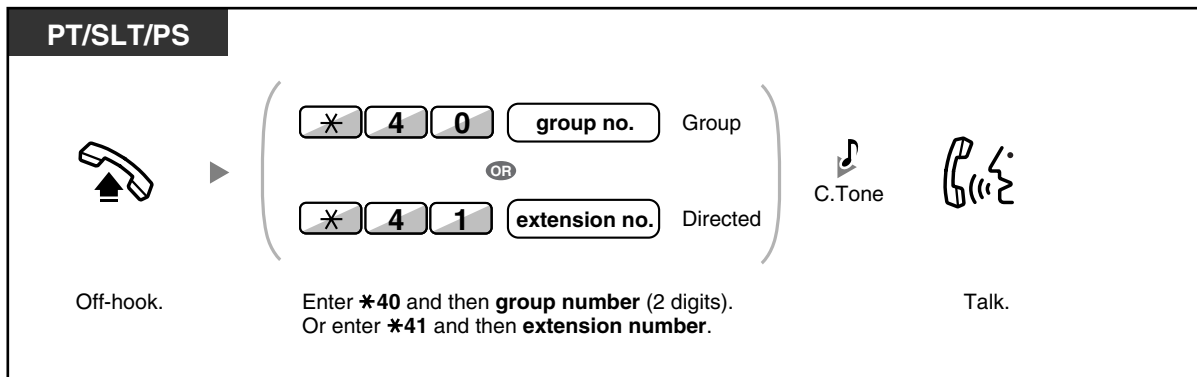 PT/SLT/PS
* 4 0 group no. Group
OR
* 4 1 extension no. Directed
C.Tone
Off-hook.
Enter *40 and then group number (2 digits).
Or enter *41 and then extension number.
Talk.